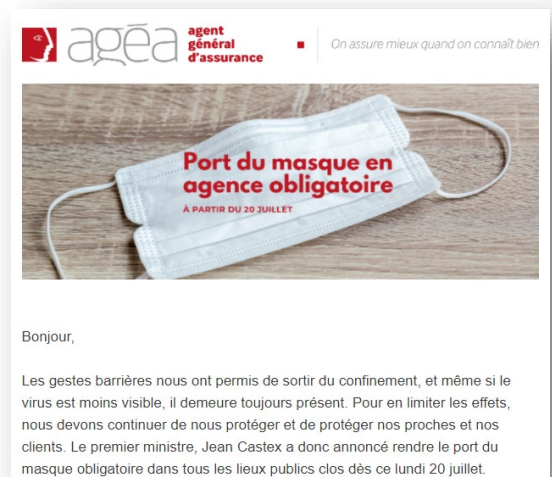 agéa
agent
général
d'assurance
On assure mieux quand on connaît bien
Port du masque en
agence obligatoire
À PARTIR DU 20 JUILLET
Bonjour,
Les gestes barrières nous ont permis de sortir du confinement, et même si le
virus est moins visible, il demeure toujours présent. Pour en limiter les effets,
nous devons continuer de nous protéger et de protéger nos proches et nos
clients. Le premier ministre, Jean Castex a donc annoncé rendre le port du
masque obligatoire dans tous les lieux publics clos dès ce lundi 20 juillet.